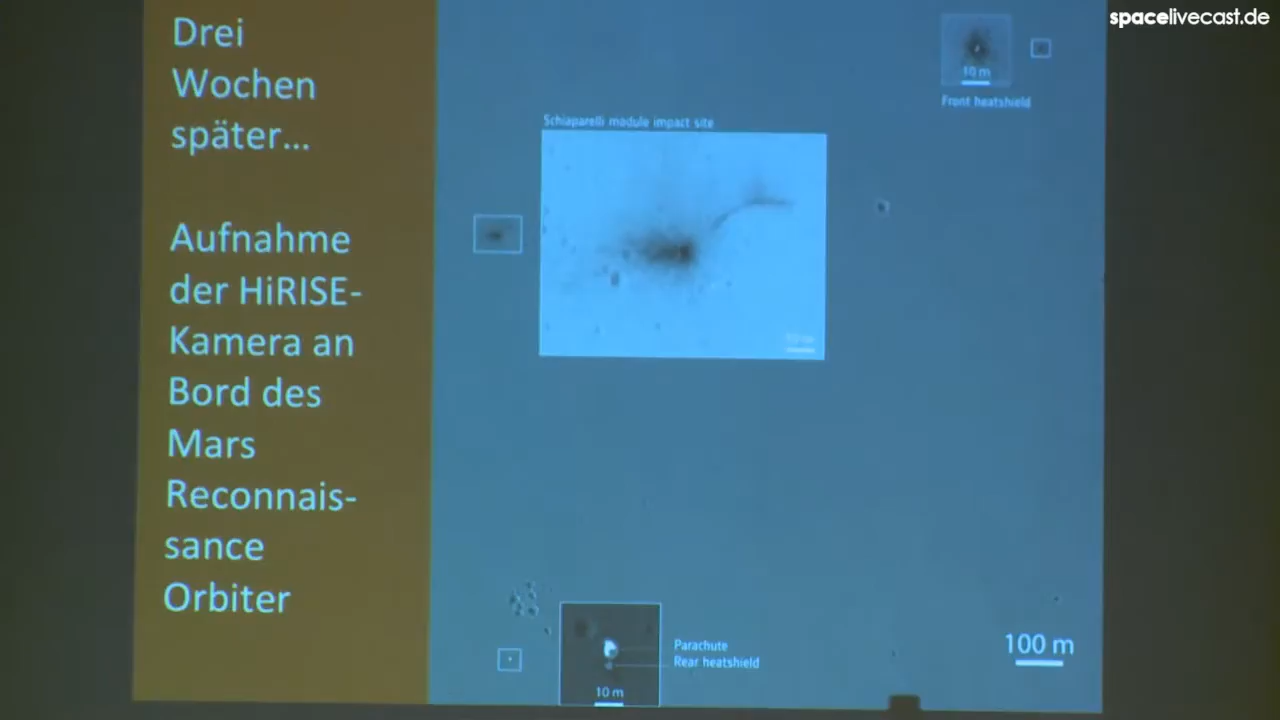 spacelivecast.de
Drei
Wochen
später...
Aufnahme
der HiRISE-
Kamera an
Bord des
Mars
Reconnais-
sance
Orbiter
10 m
Front heatshield
Schiaparelli module impact site
Parachute
Rear heatshield
10 m
100 m